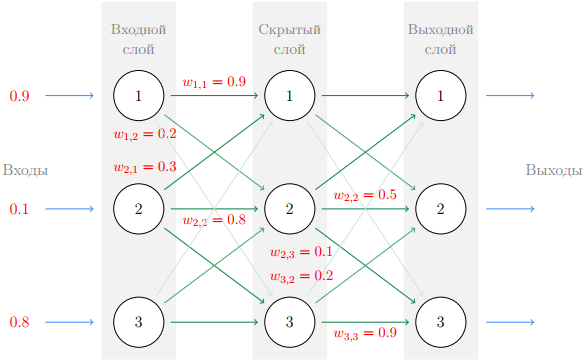 Входной слой
Скрытый слой
Выходной слой
0.9
1
w1,1 = 0.9
1
1
w1,2 = 0.2
Входы
w2,1 = 0.3
Выходы
0.1
2
w2,2 = 0.8
2
w2,2 = 0.5
2
w2,3 = 0.1
w3,2 = 0.2
0.8
3
3
w3,3 = 0.9
3